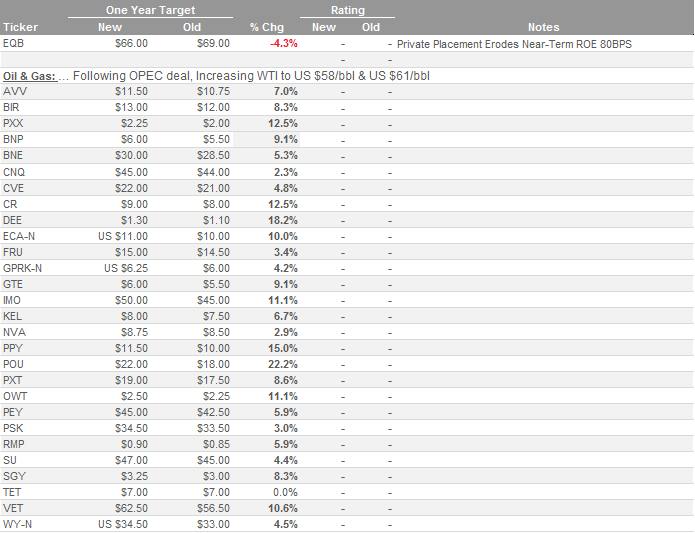 One Year Target Rating
Ticker New Old % Chg New Old Notes
EQB $66.00 $69.00 -4.3% - - Private Placement Erodes Near-Term ROE 80BPS
- -
Oil & Gas: ... Following OPEC deal, Increasing WTI to US $58/bbl & US $61/bbl
AVV $11.50 $10.75 7.0% - -
BIR $13.00 $12.00 8.3% - -
PXX $2.25 $2.00 12.5% - -
BNP $6.00 $5.50 9.1% - -
BNE $30.00 $28.50 5.3% - -
CNQ $45.00 $44.00 2.3% - -
CVE $22.00 $21.00 4.8% - -
CR $9.00 $8.00 12.5% - -
DEE $1.30 $1.10 18.2% - -
ECA-N US $11.00 $10.00 10.0% - -
FRU $15.00 $14.50 3.4% - -
GPRK-N US $6.25 $6.00 4.2% - -
GTE $6.00 $5.50 9.1% - -
IMO $50.00 $45.00 11.1% - -
KEL $8.00 $7.50 6.7% - -
NVA $8.75 $8.50 2.9% - -
PPY $11.50 $10.00 15.0% - -
POU $22.00 $18.00 22.2% - -
PXT $19.00 $17.50 8.6% - -
OWT $2.50 $2.25 11.1% - -
PEY $45.00 $42.50 5.9% - -
PSK $34.50 $33.50 3.0% - -
RMP $0.90 $0.85 5.9% - -
SU $47.00 $45.00 4.4% - -
SGY $3.25 $3.00 8.3% - -
TET $7.00 $7.00 0.0% - -
VET $62.50 $56.50 10.6% - -
WY-N US $34.50 $33.00 4.5% - -